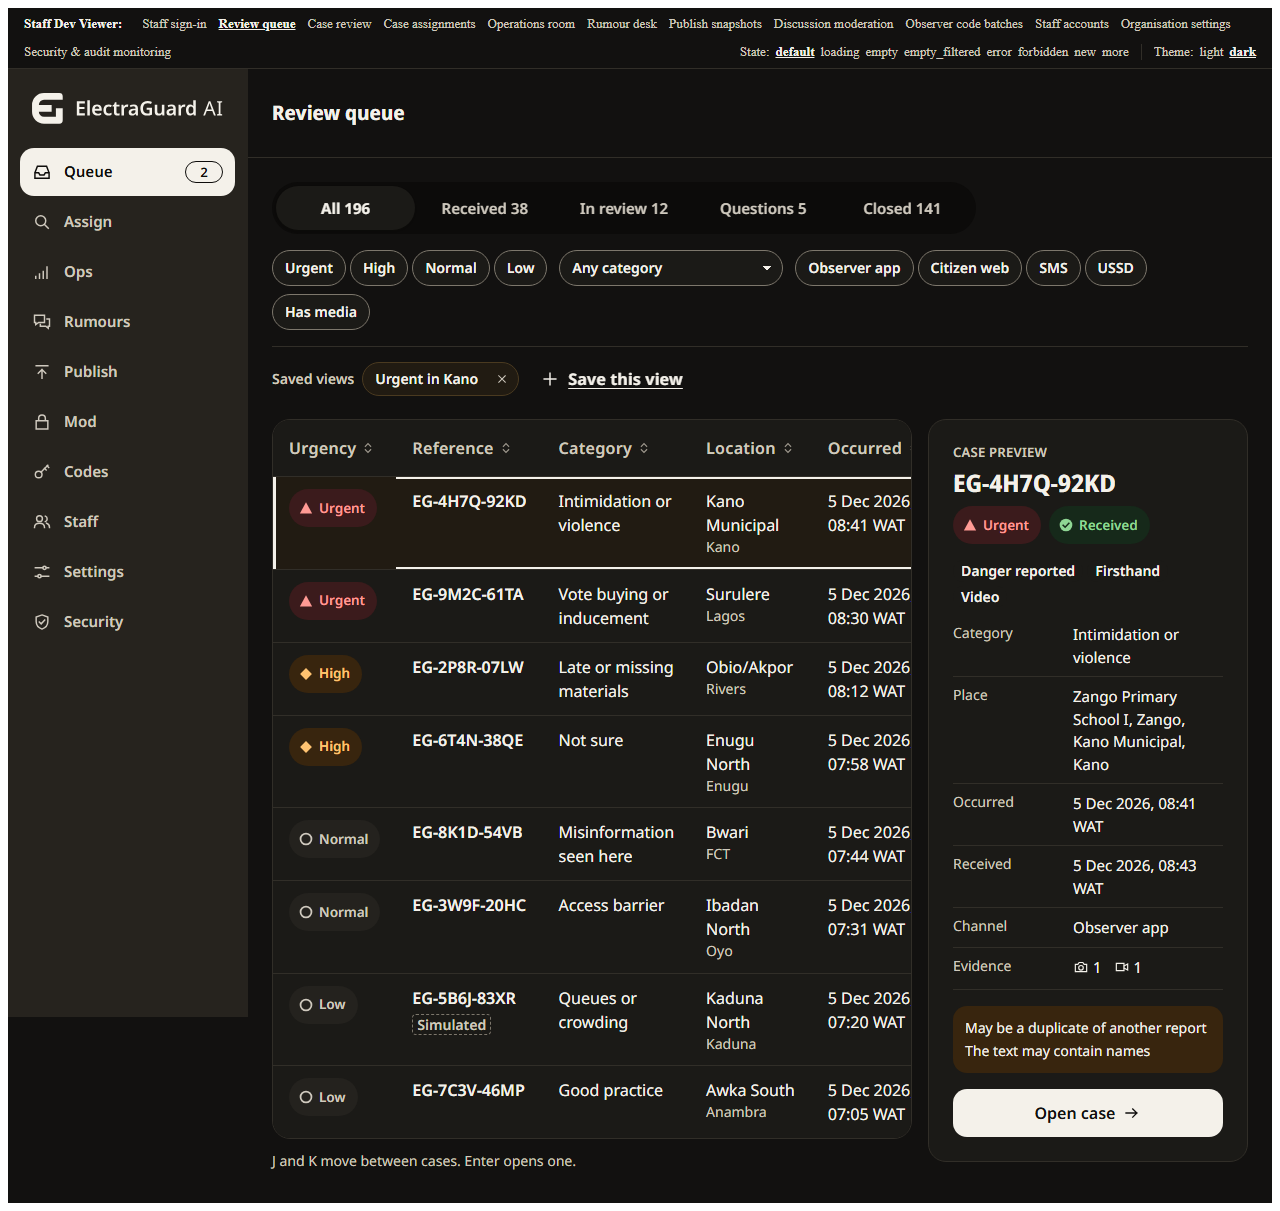 Staff Dev Viewer: Staff sign-in Review queue Case review Case assignments Operations room Rumour desk Publish snapshots Discussion moderation Observer code batches Staff accounts Organisation settings
Security & audit monitoring State: default loading empty empty_filtered error forbidden new more Theme: light dark
ElectraGuard AI
Queue 2
Assign
Ops
Rumours
Publish
Mod
Codes
Staff
Settings
Security
Review queue
All 196 Received 38 In review 12 Questions 5 Closed 141
Urgent High Normal Low Any category Observer app Citizen web SMS USSD
Has media
Saved views Urgent in Kano × + Save this view
Urgency Reference Category Location Occurred
Urgent EG-4H7Q-92KD Intimidation or Kano 5 Dec 2026
violence Municipal 08:41 WAT
Kano
Urgent EG-9M2C-61TA Vote buying or Surulere 5 Dec 2026
inducement Lagos 08:30 WAT
High EG-2P8R-07LW Late or missing Obio/Akpor 5 Dec 2026
materials Rivers 08:12 WAT
High EG-6T4N-38QE Not sure Enugu 5 Dec 2026
North 07:58 WAT
Enugu
Normal EG-8K1D-54VB Misinformation Bwari 5 Dec 2026
seen here FCT 07:44 WAT
Normal EG-3W9F-20HC Access barrier Ibadan 5 Dec 2026
North 07:31 WAT
Oyo
Low EG-5B6J-83XR Queues or Kaduna 5 Dec 2026
Simulated crowding North 07:20 WAT
Kaduna
Low EG-7C3V-46MP Good practice Awka South 5 Dec 2026
Anambra 07:05 WAT
J and K move between cases. Enter opens one.
CASE PREVIEW
EG-4H7Q-92KD
Urgent Received
Danger reported Firsthand
Video
Category Intimidation or
violence
Place Zango Primary
School I, Zango,
Kano Municipal,
Kano
Occurred 5 Dec 2026, 08:41
WAT
Received 5 Dec 2026, 08:43
WAT
Channel Observer app
Evidence 1 1
May be a duplicate of another report
The text may contain names
Open case →